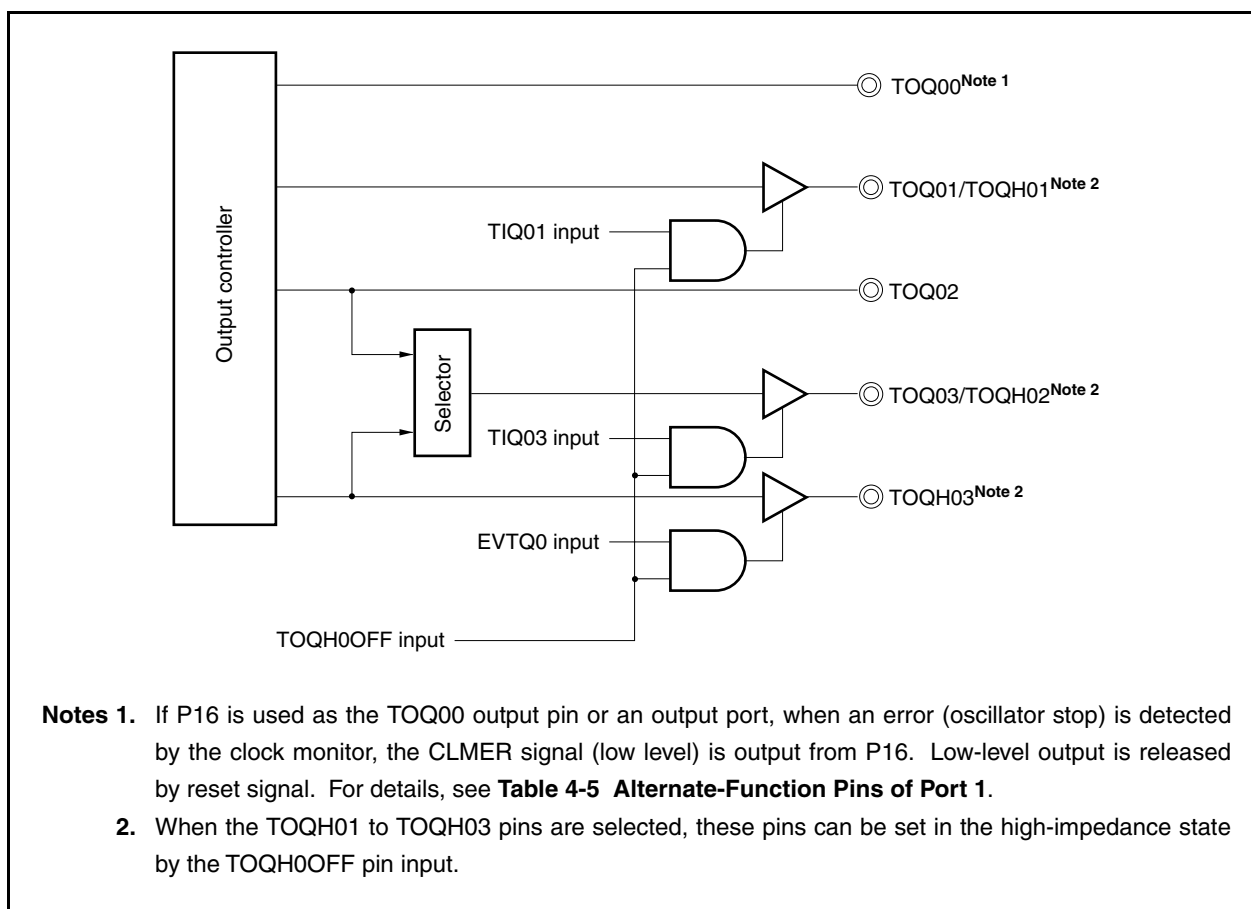 TOQ00Note 1
TOQ01/TOQH01Note 2
TIQ01 input
Output controller
TOQ02
Selector
TOQ03/TOQH02Note 2
TIQ03 input
TOQH03Note 2
EVTQ0 input
TOQH0OFF input
Notes 1. If P16 is used as the TOQ00 output pin or an output port, when an error (oscillator stop) is detected
by the clock monitor, the CLMER signal (low level) is output from P16. Low-level output is released
by reset signal. For details, see Table 4-5 Alternate-Function Pins of Port 1.
2. When the TOQH01 to TOQH03 pins are selected, these pins can be set in the high-impedance state
by the TOQH0OFF pin input.